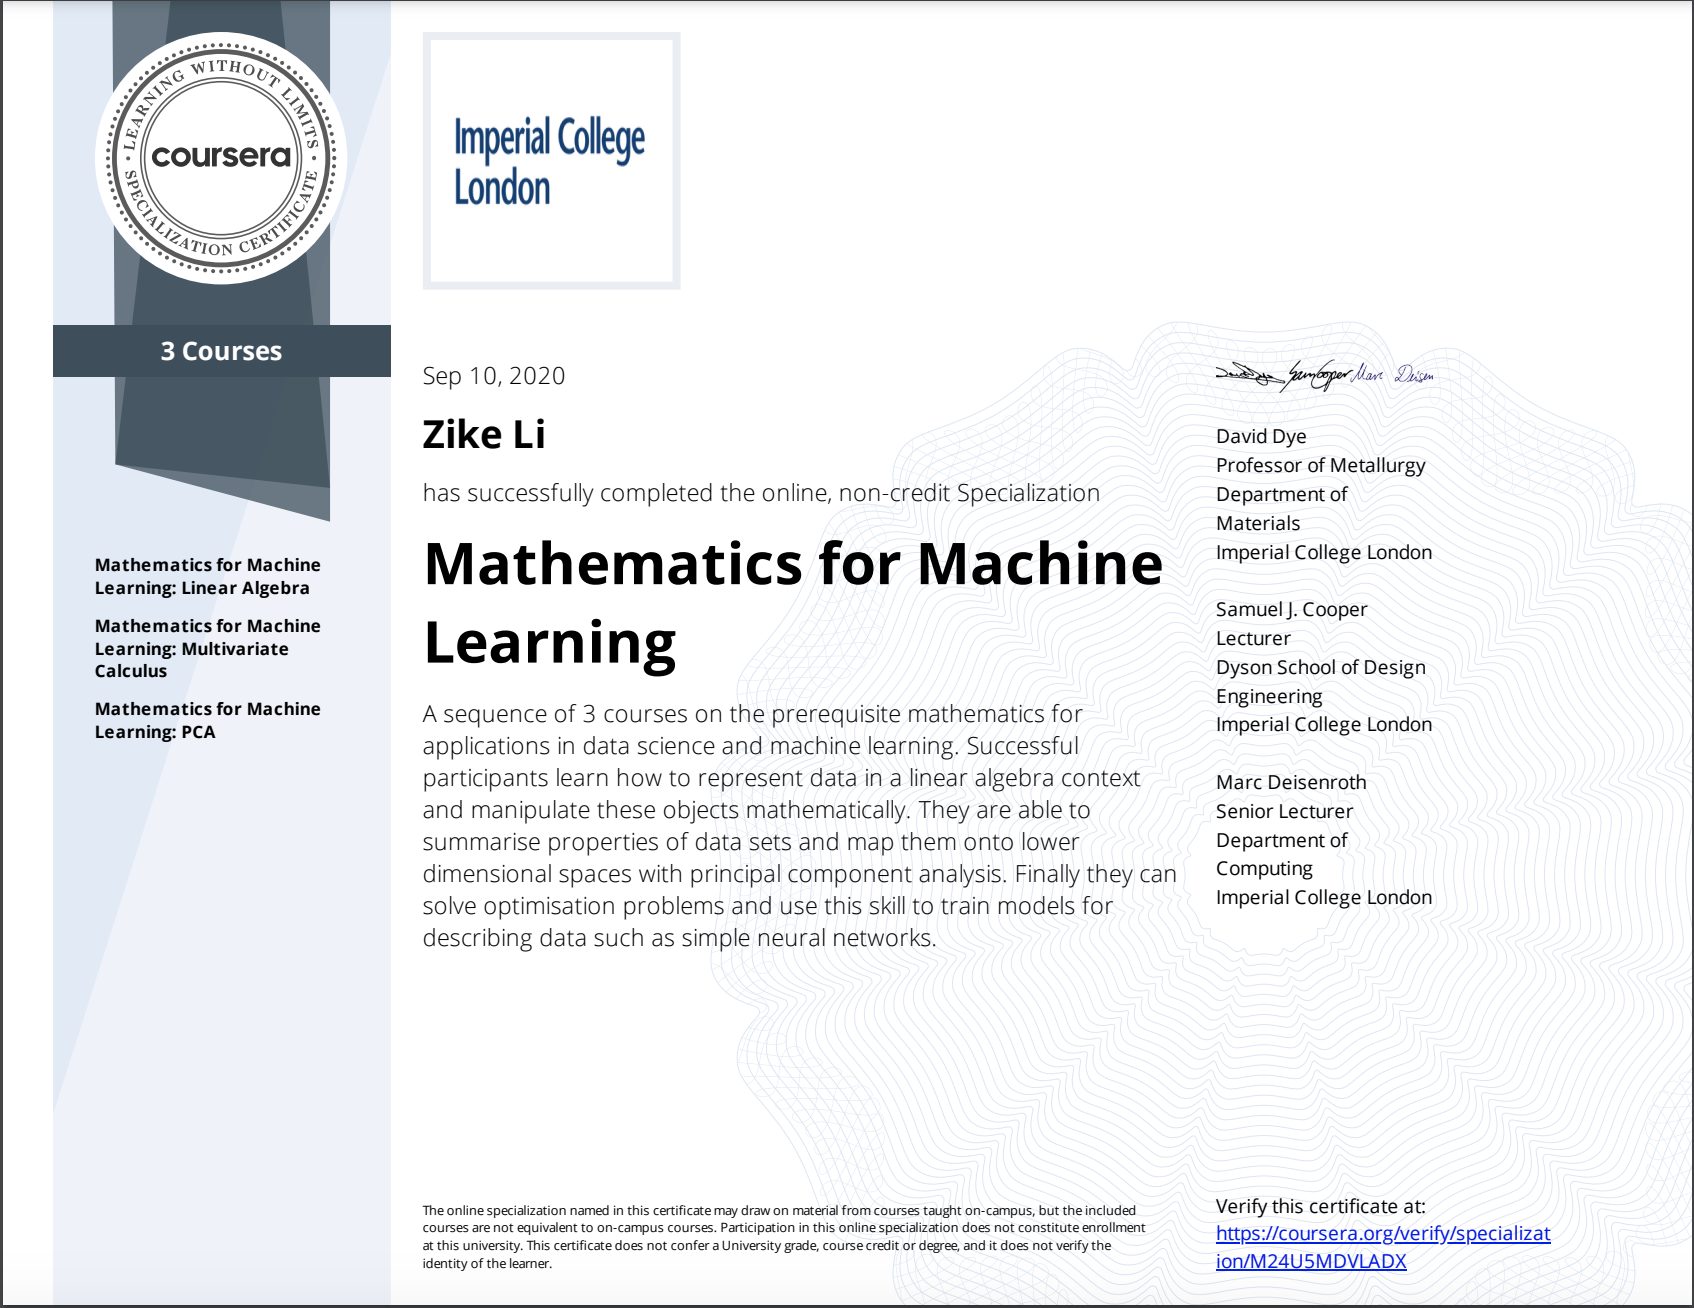 LEARNING WITHOUT LIMITS
coursera
SPECIALIZATION CERTIFICATE
3 Courses
Mathematics for Machine
Learning: Linear Algebra
Mathematics for Machine
Learning: Multivariate
Calculus
Mathematics for Machine
Learning: PCA
Imperial College
London
Sep 10, 2020
Zike Li
has successfully completed the online, non-credit Specialization
Mathematics for Machine
Learning
A sequence of 3 courses on the prerequisite mathematics for
applications in data science and machine learning. Successful
participants learn how to represent data in a linear algebra context
and manipulate these objects mathematically. They are able to
summarise properties of data sets and map them onto lower
dimensional spaces with principal component analysis. Finally they can
solve optimisation problems and use this skill to train models for
describing data such as simple neural networks.
The online specialization named in this certificate may draw on material from courses taught on-campus, but the included
courses are not equivalent to on-campus courses. Participation in this online specialization does not constitute enrollment
at this university. This certificate does not confer a University grade, course credit or degree, and it does not verify the
identity of the learner.
David Dye
Professor of Metallurgy
Department of
Materials
Imperial College London
Samuel J. Cooper
Lecturer
Dyson School of Design
Engineering
Imperial College London
Marc Deisenroth
Senior Lecturer
Department of
Computing
Imperial College London
Verify this certificate at:
https://coursera.org/verify/specializat
ion/M24U5MDVLADX